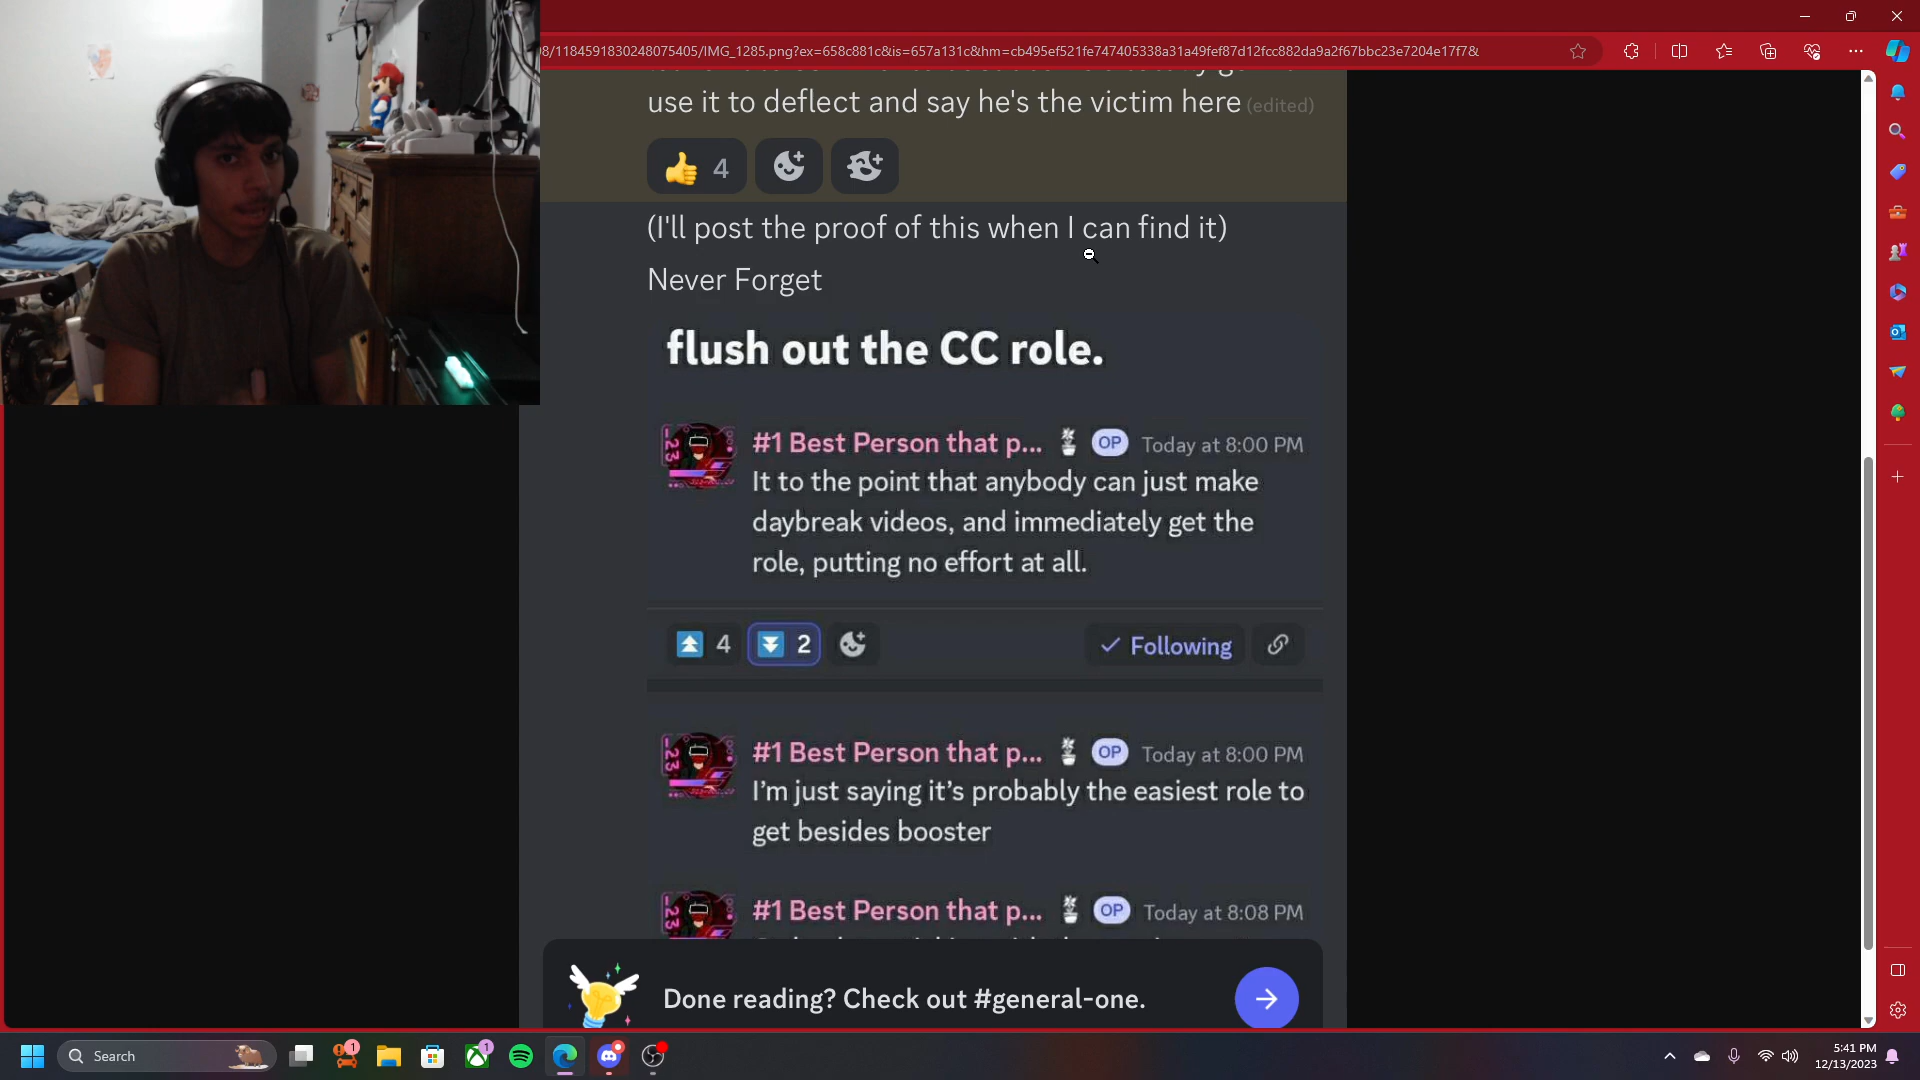 08/1184591830248075405/IMG_1285.png?ex=658c881c&is=657a131c&hm=cb495ef521fe747405338a31a49fef87d12fcc882da9a2f67bbc23e7204e17f7&
use it to deflect and say he's the victim here (edited)
4
(I'll post the proof of this when I can find it)
Never Forget
flush out the CC role.
#1 Best Person that p... OP Today at 8:00 PM
It to the point that anybody can just make
daybreak videos, and immediately get the
role, putting no effort at all.
4 2 Following
#1 Best Person that p... OP Today at 8:00 PM
I'm just saying it's probably the easiest role to
get besides booster
#1 Best Person that p... OP Today at 8:08 PM
Done reading? Check out #general-one.
Search 1 1
5:41 PM
12/13/2023